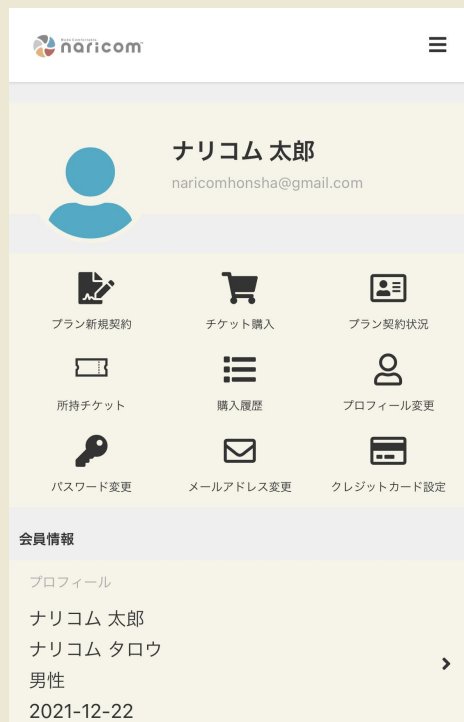 naricom
ナリコム 太郎
naricomhonsha@gmail.com
プラン新規契約
チケット購入
プラン契約状況
所持チケット
購入履歴
プロフィール変更
パスワード変更
メールアドレス変更
クレジットカード設定
会員情報
プロフィール
ナリコム 太郎
ナリコム タロウ
男性
2021-12-22